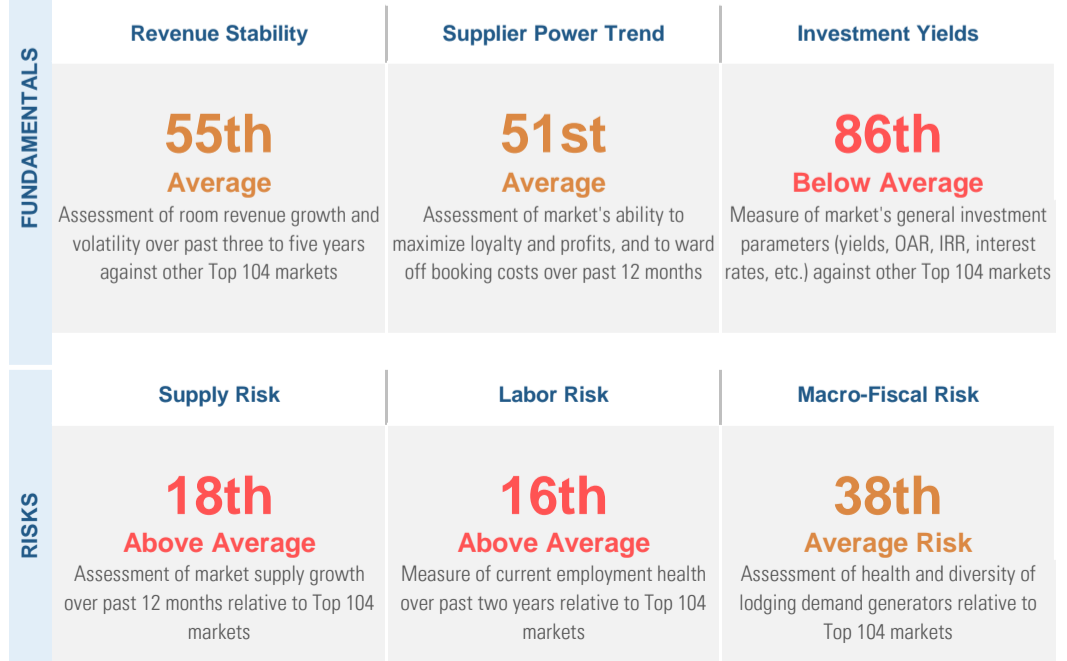 FUNDAMENTALS
Revenue Stability
55th
Average
Assessment of room revenue growth and
volatility over past three to five years
against other Top 104 markets
Supplier Power Trend
51st
Average
Assessment of market's ability to
maximize loyalty and profits, and to ward
off booking costs over past 12 months
Investment Yields
86th
Below Average
Measure of market's general investment
parameters (yields, OAR, IRR, interest
rates, etc.) against other Top 104 markets
RISKS
Supply Risk
18th
Above Average
Assessment of market supply growth
over past 12 months relative to Top 104
markets
Labor Risk
16th
Above Average
Measure of current employment health
over past two years relative to Top 104
markets
Macro-Fiscal Risk
38th
Average Risk
Assessment of health and diversity of
lodging demand generators relative to
Top 104 markets